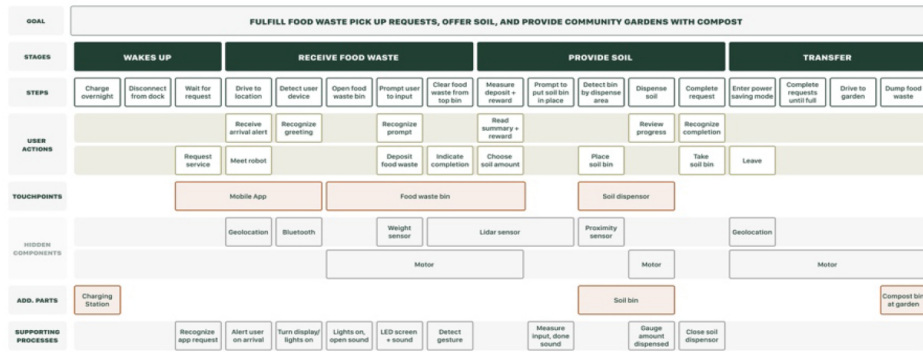 GOAL
FULFILL FOOD WASTE PICK UP REQUESTS, OFFER SOIL, AND PROVIDE COMMUNITY GARDENS WITH COMPOST
STAGES
WAKES UP
RECEIVE FOOD WASTE
PROVIDE SOIL
TRANSFER
STEPS
Charge
overnight
Disconnect
from dock
Wait for
request
Drive to
location
Detect user
device
Open food
waste bin
Prompt user
to input
Clear food
waste from
top bin
Measure
deposit +
reward
Prompt to
put soil bin
in place
Detect bin
by dispense
area
Dispense
soil
Complete
request
Enter power
saving mode
Complete
requests
until full
Drive to
garden
Dump food
waste
USER
ACTIONS
Receive
arrival alert
Recognize
greeting
Recognize
prompt
Read
summary +
reward
Review
progress
Recognize
completion
Request
service
Meet robot
Deposit
food waste
Indicate
completion
Choose
soil amount
Place
soil bin
Take
soil bin
Leave
TOUCHPOINTS
Mobile App
Food waste bin
Soil dispensor
HIDDEN
COMPONENTS
Geolocation
Bluetooth
Weight
sensor
Lidar sensor
Proximity
sensor
Geolocation
Motor
Motor
Motor
ADD. PARTS
Charging
Station
Soil bin
Compost bin
at garden
SUPPORTING
PROCESSES
Recognize
app request
Alert user
on arrival
Turn display/
lights on
Lights on,
open sound
LED screen
+ sound
Detect
gesture
Measure
input, done
sound
Gauge
amount
dispensed
Close soil
dispensor